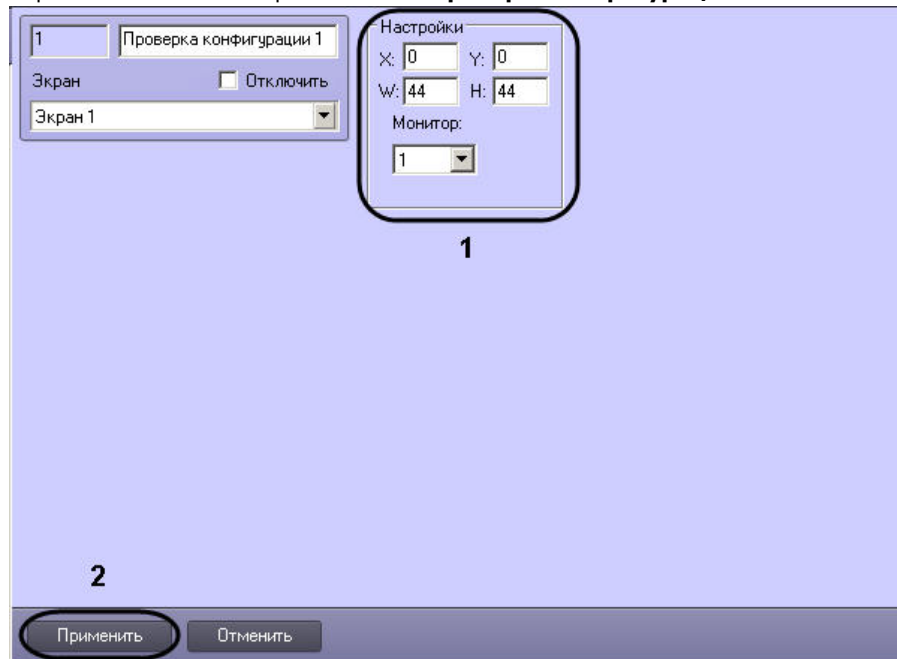 1 Проверка конфигурации 1
Экран Отключить
Экран 1
Настройки
X: 0 Y: 0
W: 44 H: 44
Монитор:
1
1
2
Применить Отменить